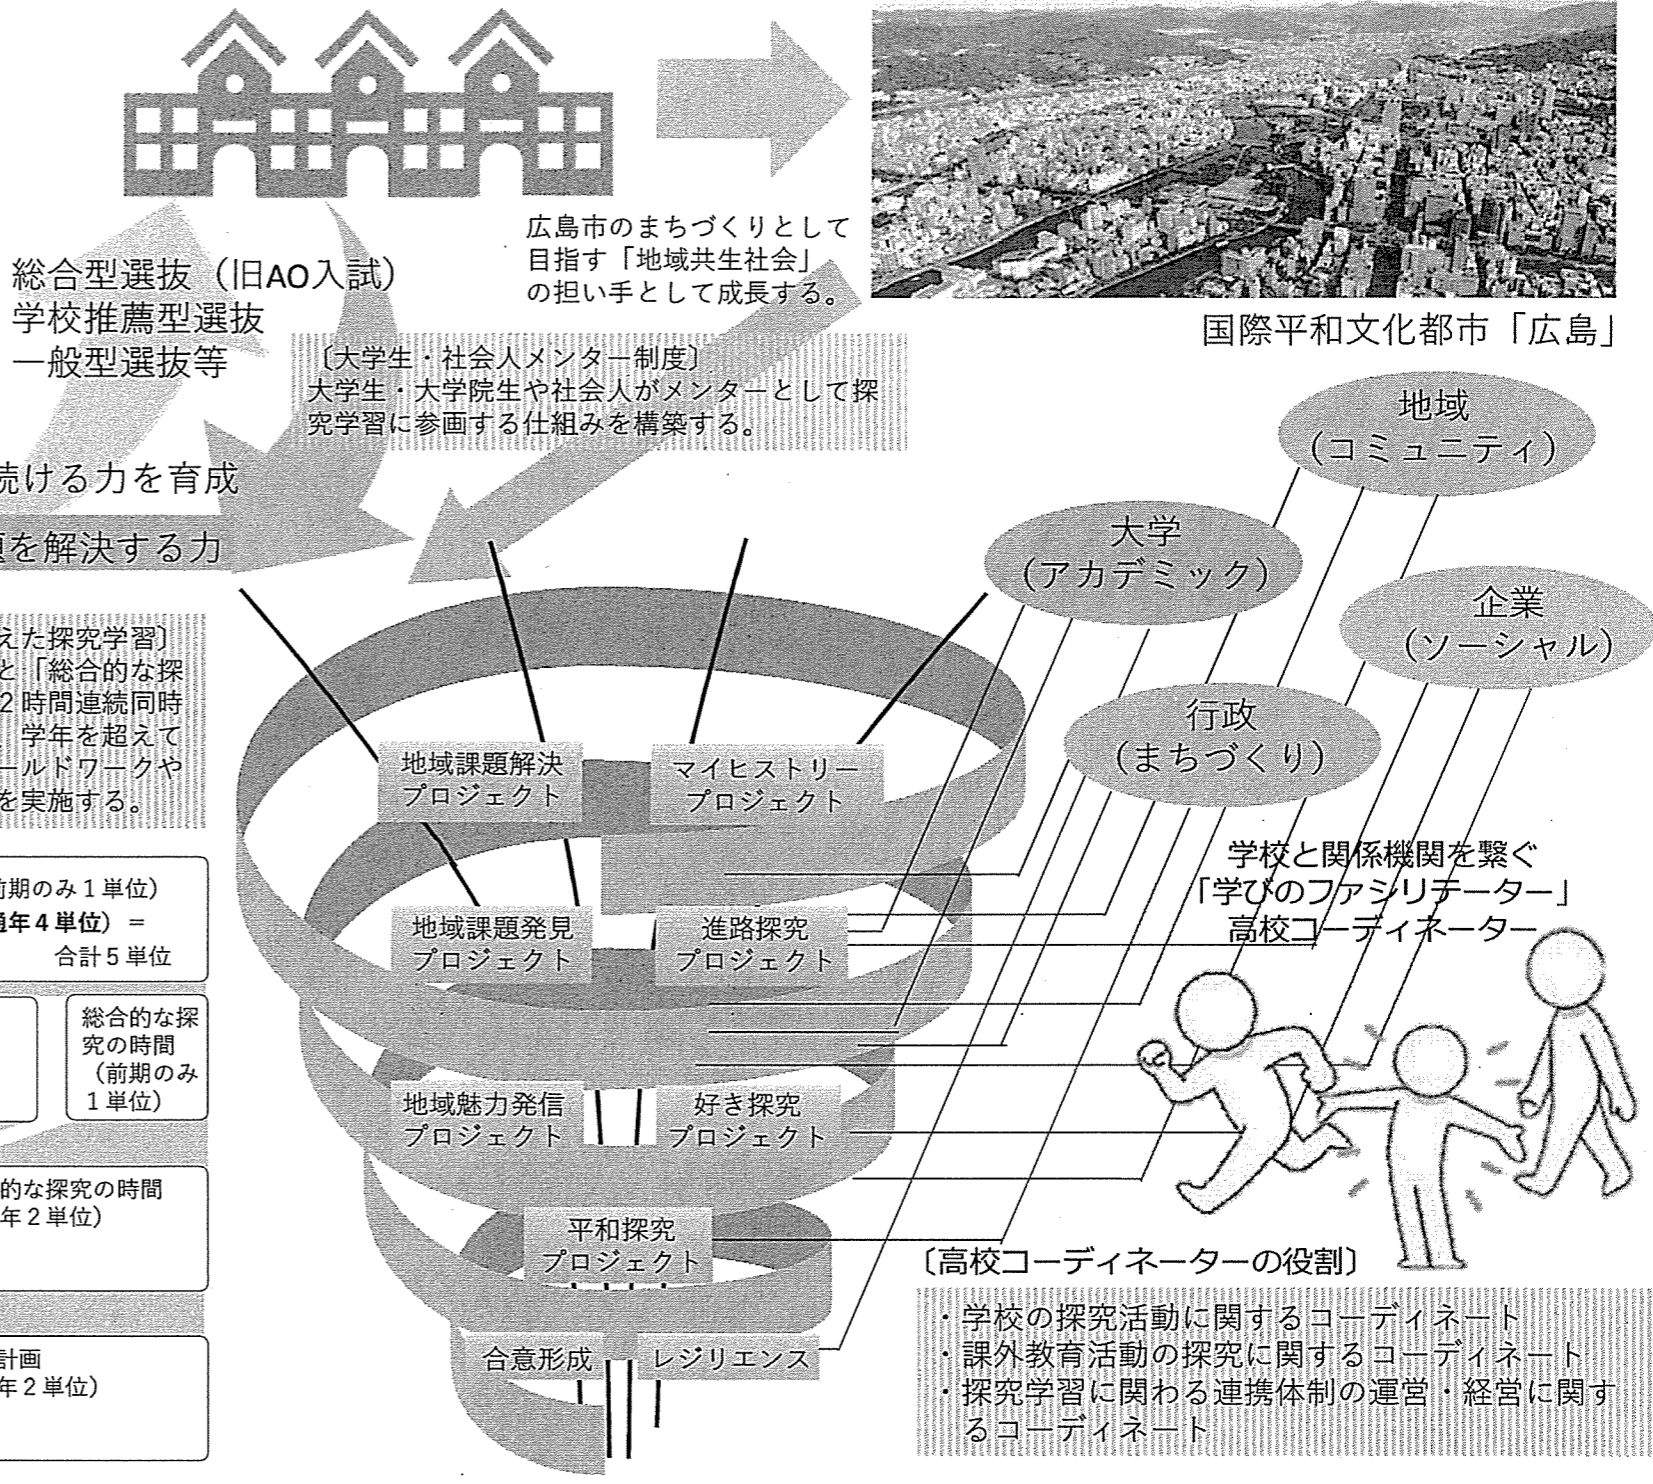 広島市のまちづくりとして
目指す「地域共生社会」
の担い手として成長する。
国際平和文化都市「広島」
総合型選抜（旧AO入試）
学校推薦型選抜
一般型選抜等
〔大学生・社会人メンター制度〕
大学生・大学院生や社会人がメンターとして探
究学習に参画する仕組みを構築する。
続ける力を育成
を解決する力
地域
（コミュニティ）
大学
（アカデミック）
企業
（ソーシャル）
行政
（まちづくり）
えた探究学習〕
と「総合的な探
２時間連続同時
学年を超えて
ールドワークや
を実施する。
地域課題解決
プロジェクト
マイヒストリー
プロジェクト
学校と関係機関を繋ぐ
「学びのファシリテーター」
高校コーディネーター
前期のみ１単位）
年４単位）＝
合計５単位
地域課題発見
プロジェクト
進路探究
プロジェクト
総合的な探
究の時間
（前期のみ
１単位）
地域魅力発信
プロジェクト
好き探究
プロジェクト
的な探究の時間
年２単位）
平和探究
プロジェクト
計画
年２単位）
合意形成
レジリエンス
〔高校コーディネーターの役割〕
・学校の探究活動に関するコーディネート
・課外教育活動の探究に関するコーディネート
・探究学習に関わる連携体制の運営・経営に関す
るコーディネート